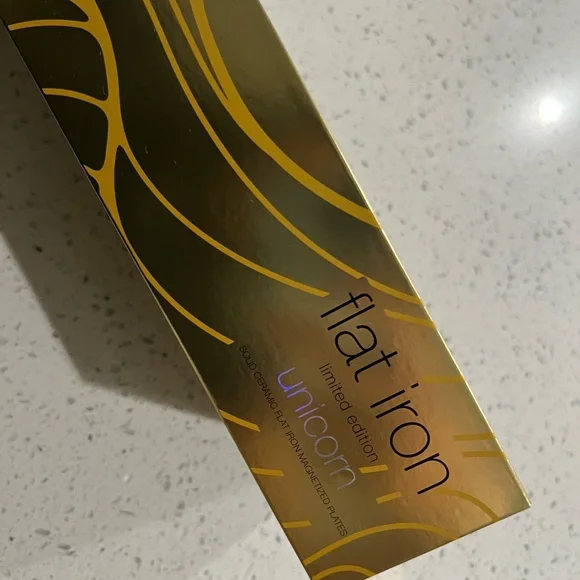 flat iron
limited edition
unicorn
SOLID CERAMIC FLAT IRON MAGNETIZED PLATES